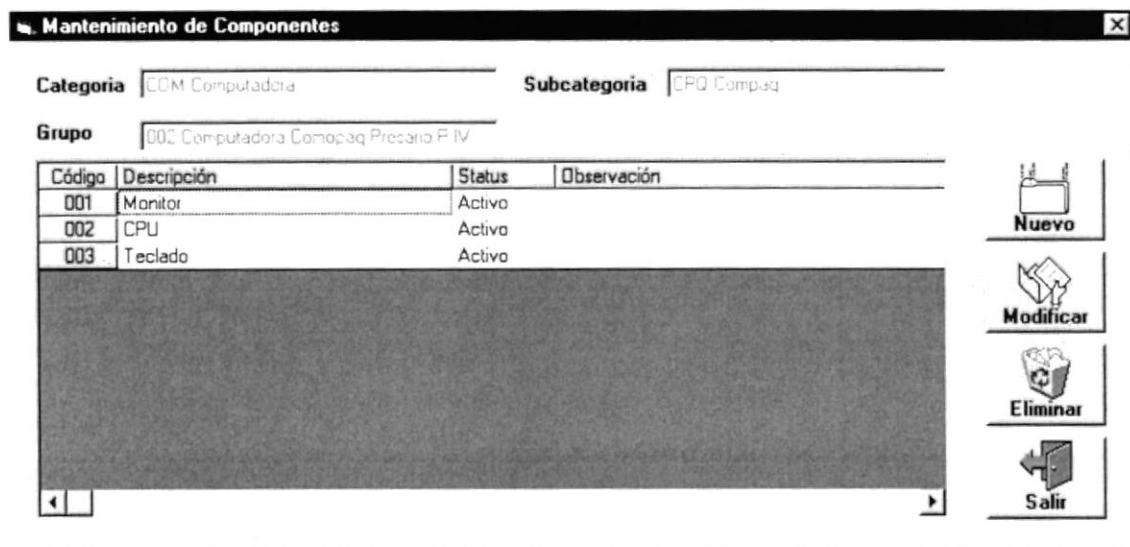 Mantenimiento de Componentes
Categoria COM Computadora Subcategoria CPQ Compaq
Grupo 002 Computadora Comopaq Presario P IV
Código Descripción Status Observación
001 Monitor Activo
002 CPU Activo
003 Teclado Activo
Nuevo
Modificar
Eliminar
Salir